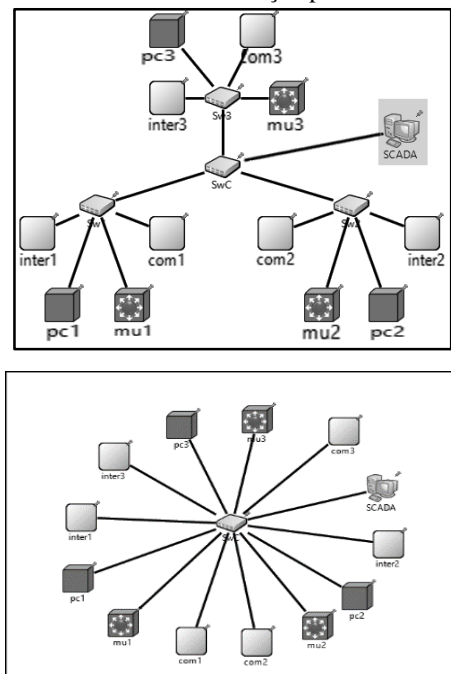 pc3
com3
inter3
Sw3
mu3
SCADA
SwC
Sw
Sw2
inter1
com1
com2
inter2
pc1
mu1
mu2
pc2
mu3
pc3
com3
inter3
SCADA
inter1
SwC
inter2
pc1
pc2
mu1
mu2
com1
com2